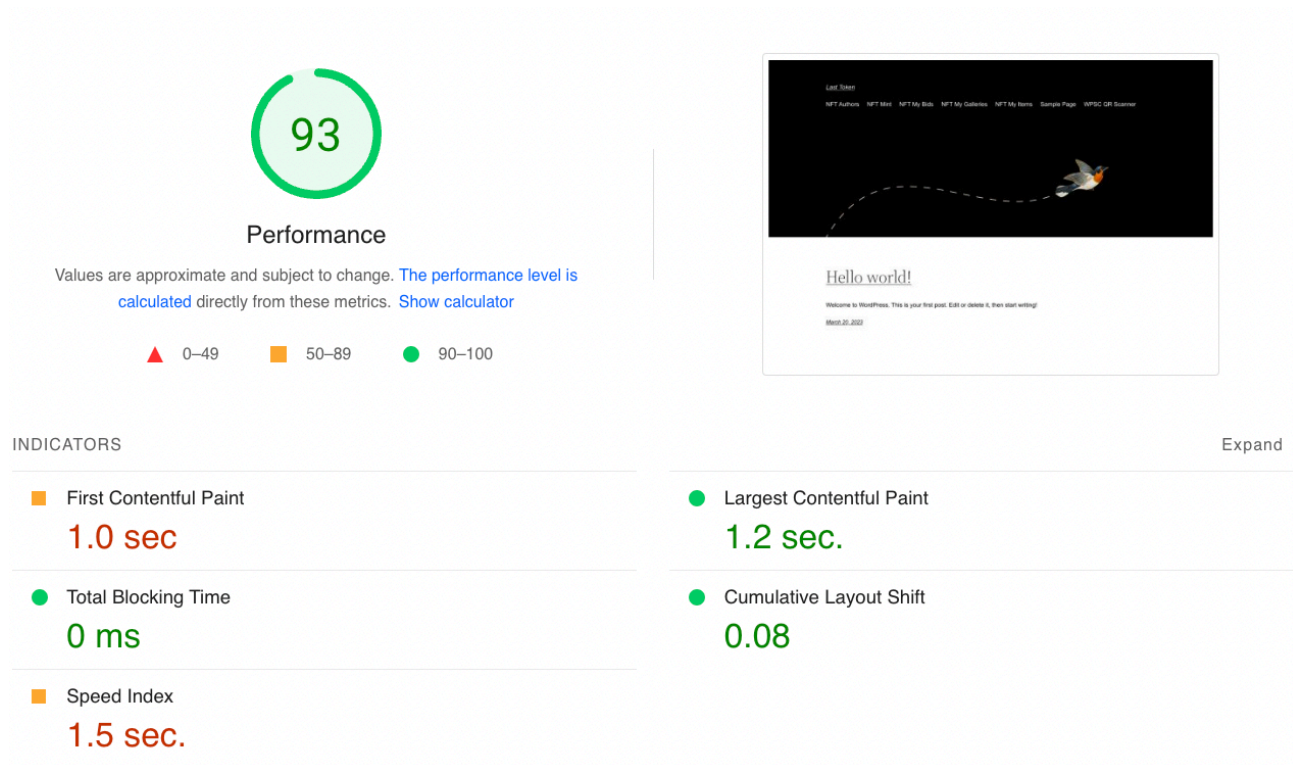 93
Performance
Values are approximate and subject to change. The performance level is
calculated directly from these metrics. Show calculator
0–49 50–89 90–100
Last Token
NFT Authors NFT Mint NFT My Bids NFT My Galleries NFT My Items Sample Page WPSC QR Scanner
Hello world!
Welcome to WordPress. This is your first post. Edit or delete it, then start writing!
March 20, 2023
INDICATORS
Expand
First Contentful Paint
1.0 sec
Largest Contentful Paint
1.2 sec.
Total Blocking Time
0 ms
Cumulative Layout Shift
0.08
Speed Index
1.5 sec.